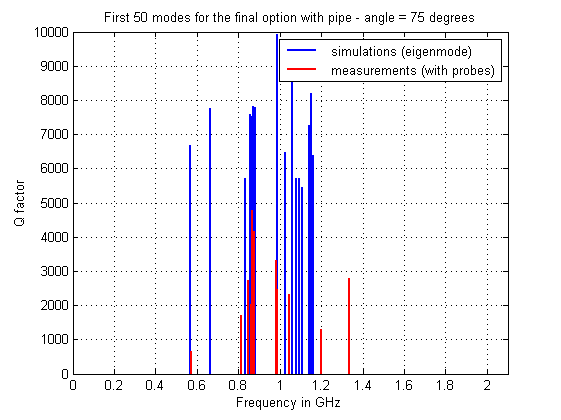 First 50 modes for the final option with pipe - angle = 75 degrees
10000
9000
8000
7000
6000
5000
4000
3000
2000
1000
0
Q factor
simulations (eigenmode)
measurements (with probes)
0 0.2 0.4 0.6 0.8 1 1.2 1.4 1.6 1.8 2
Frequency in GHz